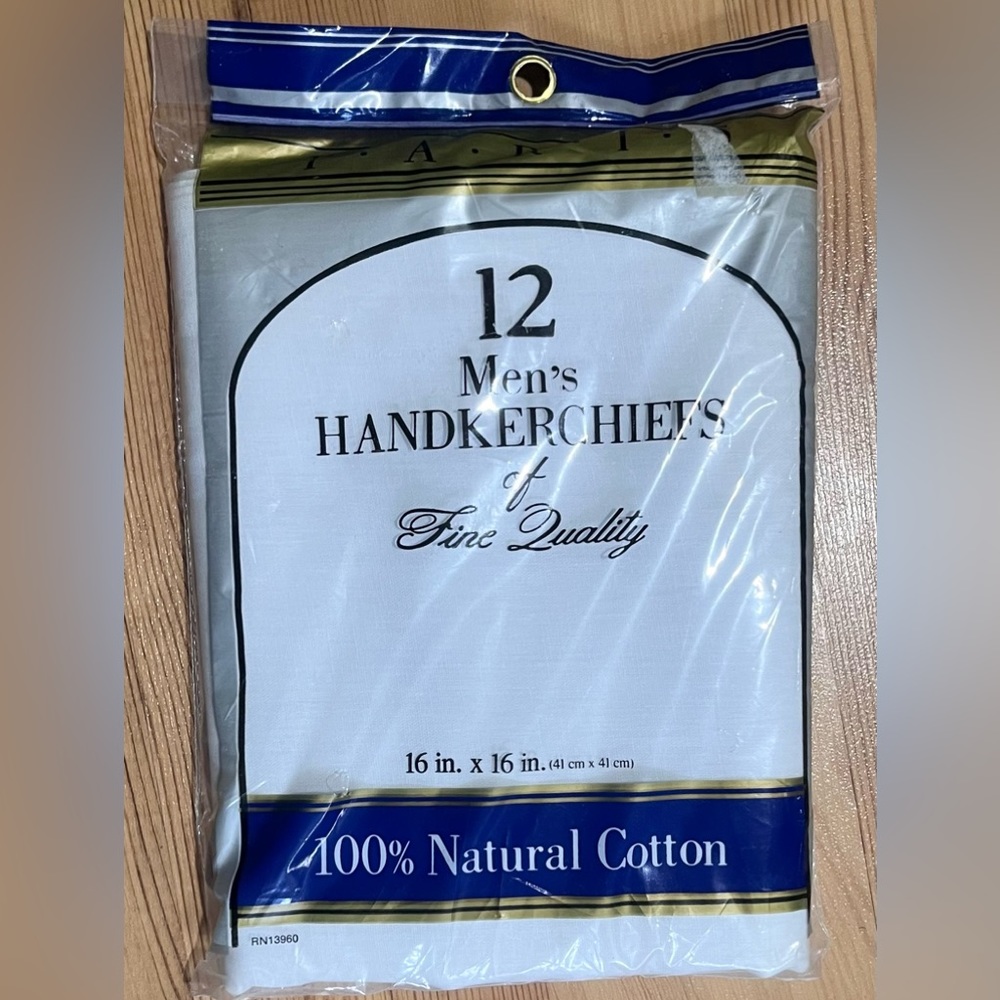 P · A · R · I · S
12
Men's
HANDKERCHIEFS
of
Fine Quality
16 in. x 16 in. (41 cm x 41 cm)
100% Natural Cotton
RN13960